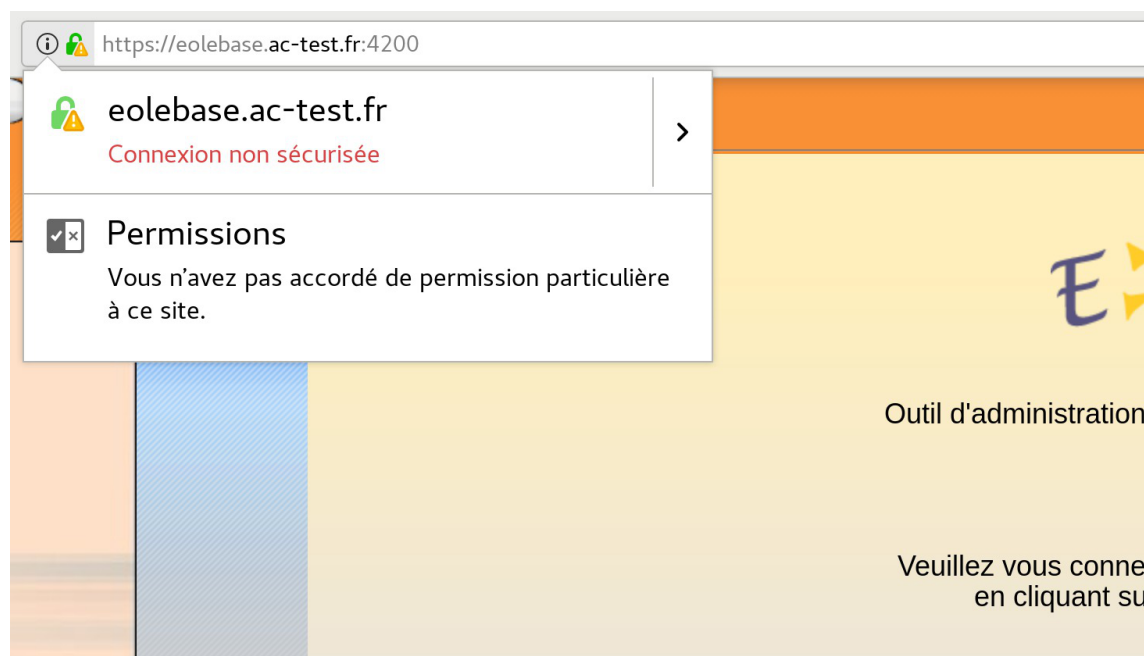 https://eolebase.ac-test.fr:4200
eolebase.ac-test.fr
Connexion non sécurisée
Permissions
Vous n’avez pas accordé de permission particulière
à ce site.
E
Outil d'administration
Veuillez vous conne
en cliquant su